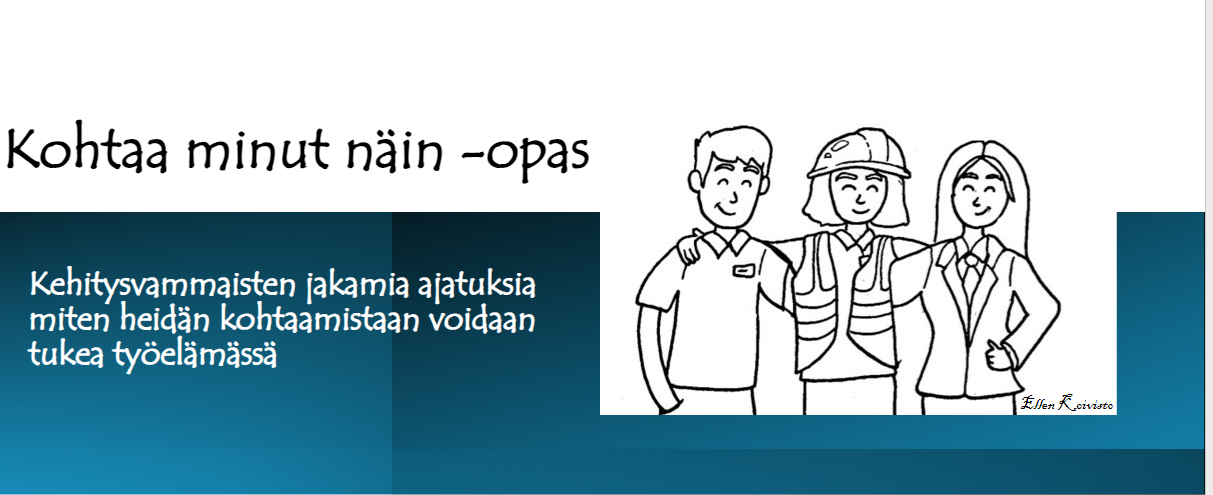 Kohtaa minut näin -opas
Kehitysvammaisten jakamia ajatuksia
miten heidän kohtaamistaan voidaan
tukea työelämässä
Ellen Koivisto